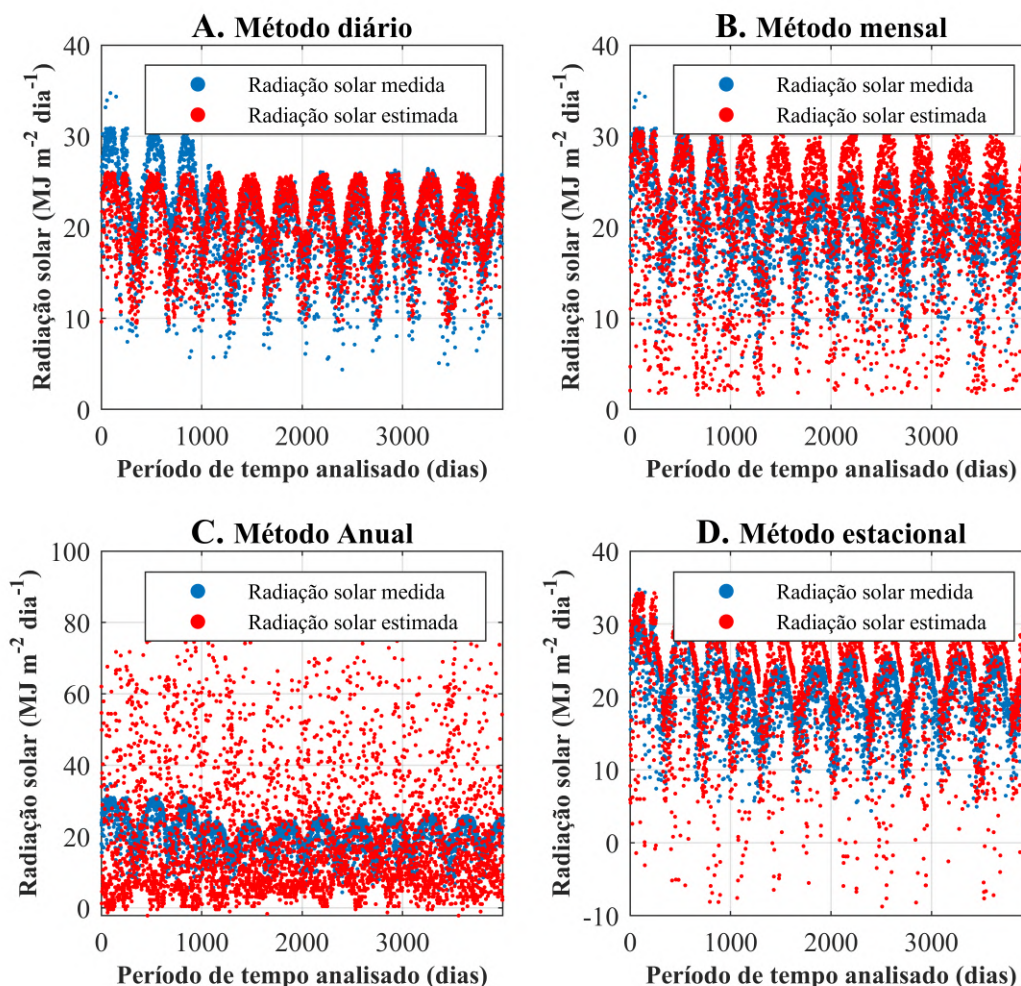 A. Método diário
Radiação solar (MJ m⁻² dia⁻¹)
40
30
20
10
0
Radiação solar medida
Radiação solar estimada
0 1000 2000 3000
Período de tempo analisado (dias)
B. Método mensal
Radiação solar (MJ m⁻² dia⁻¹)
40
30
20
10
0
Radiação solar medida
Radiação solar estimada
0 1000 2000 3000
Período de tempo analisado (dias)
C. Método Anual
Radiação solar (MJ m⁻² dia⁻¹)
100
80
60
40
20
0
Radiação solar medida
Radiação solar estimada
0 1000 2000 3000
Período de tempo analisado (dias)
D. Método estacional
Radiação solar (MJ m⁻² dia⁻¹)
40
30
20
10
0
-10
Radiação solar medida
Radiação solar estimada
0 1000 2000 3000
Período de tempo analisado (dias)